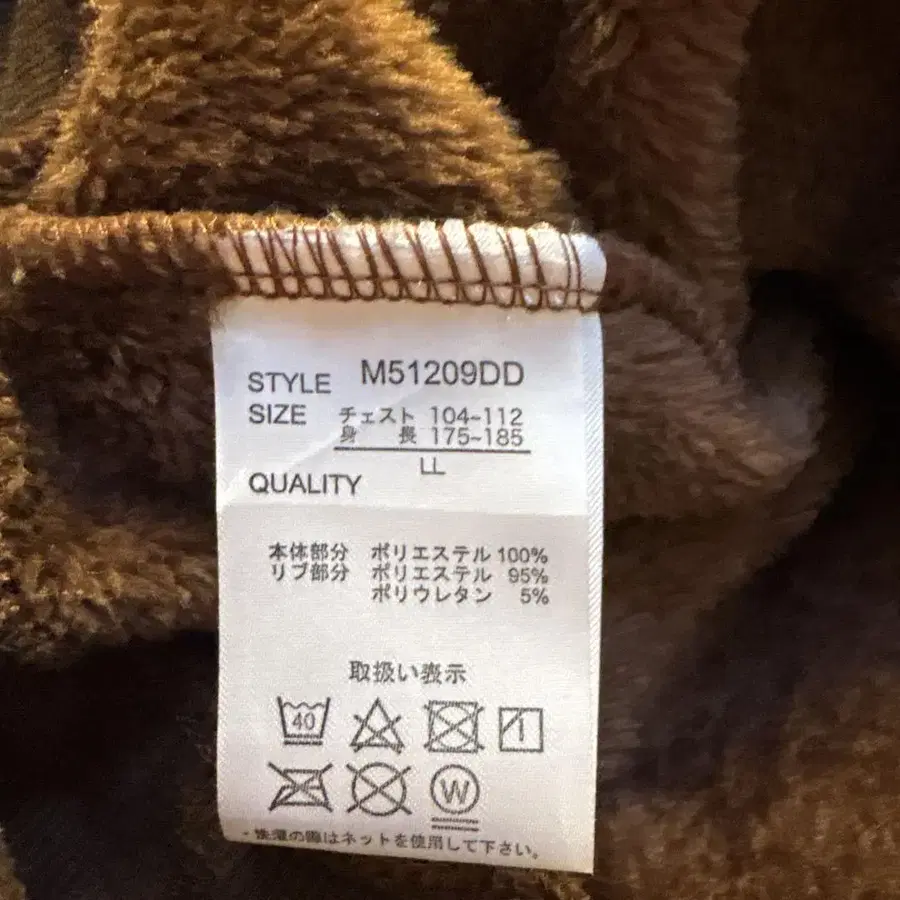 STYLE M51209DD
SIZE チェスト 104~112
身 長 175~185
LL
QUALITY
本体部分 ポリエステル 100%
リブ部分 ポリエステル 95%
ポリウレタン 5%
取扱い表示
40
W
・洗濯の際はネットを使用して下さい。